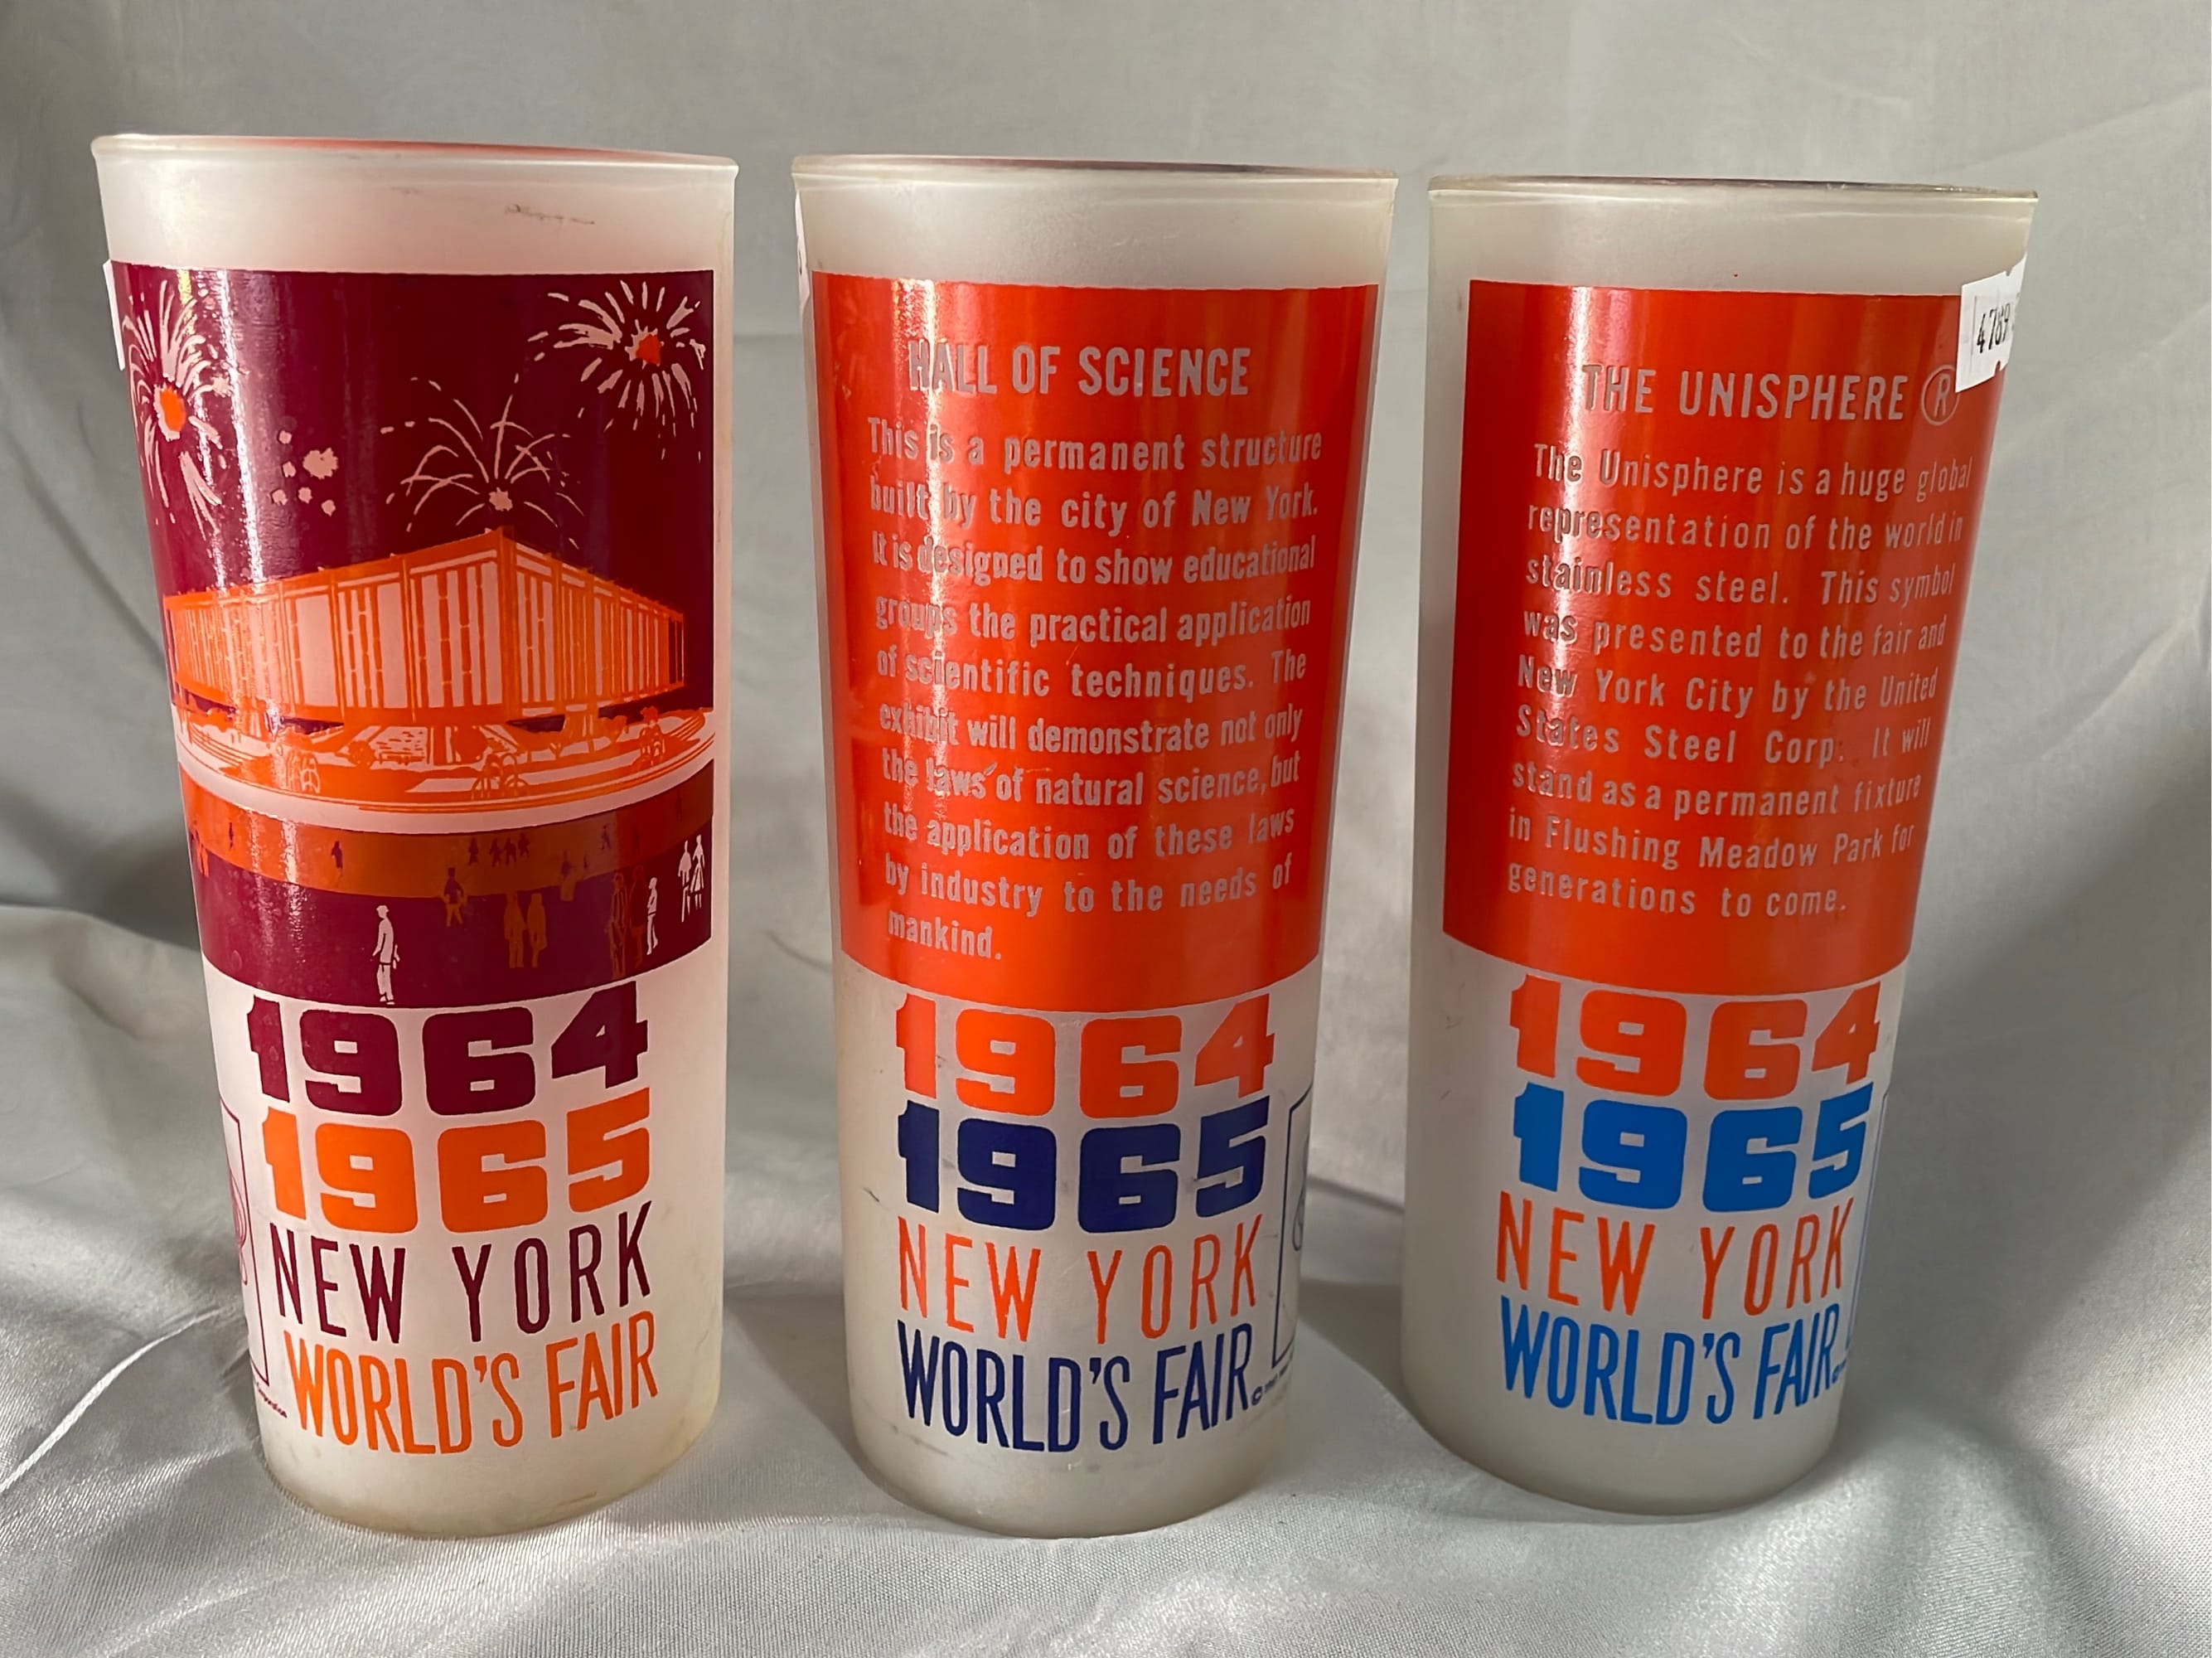 1964
1965
NEW YORK
WORLD'S FAIR
HALL OF SCIENCE
This is a permanent structure
built by the city of New York.
It is designed to show educational
groups the practical application
of scientific techniques. The
exhibit will demonstrate not only
the laws of natural science, but
the application of these laws
by industry to the needs of
mankind.
1964
1965
NEW YORK
WORLD'S FAIR
©
THE UNISPHERE ®
The Unisphere is a huge global
representation of the world in
stainless steel. This symbol
was presented to the fair and
New York City by the United
States Steel Corp. It will
stand as a permanent fixture
in Flushing Meadow Park for
generations to come.
1964
1965
NEW YORK
WORLD'S FAIR
4789